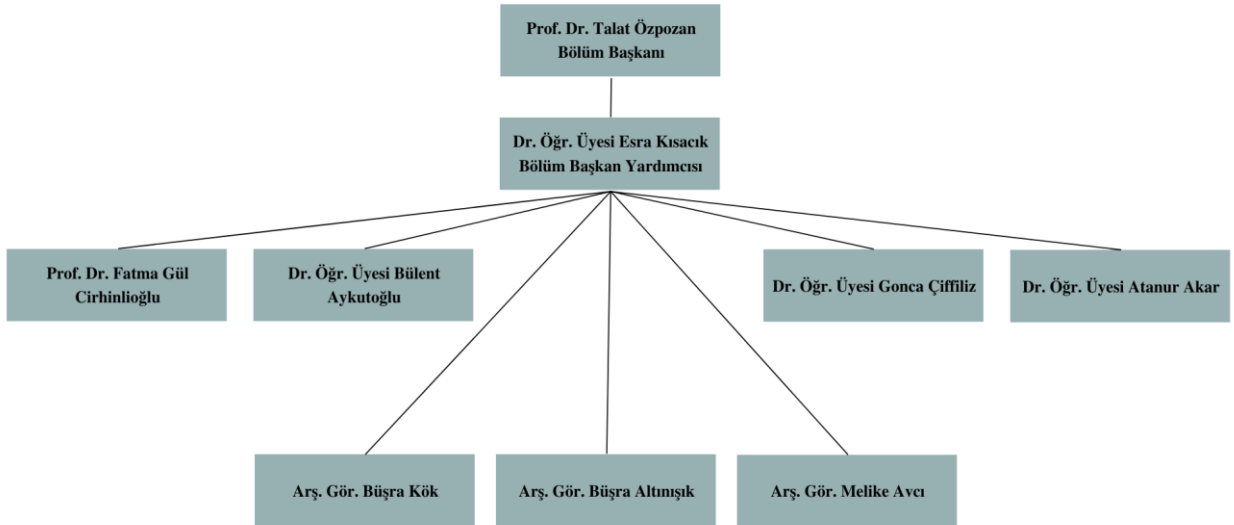 Prof. Dr. Talat Özpozan
Bölüm Başkanı
Dr. Öğr. Üyesi Esra Kısacık
Bölüm Başkan Yardımcısı
Prof. Dr. Fatma Gül
Cirhinlioğlu
Dr. Öğr. Üyesi Bülent
Aykutoğlu
Dr. Öğr. Üyesi Gonca Çiffiliz
Dr. Öğr. Üyesi Atanur Akar
Arş. Gör. Büşra Kök
Arş. Gör. Büşra Altınışık
Arş. Gör. Melike Avcı